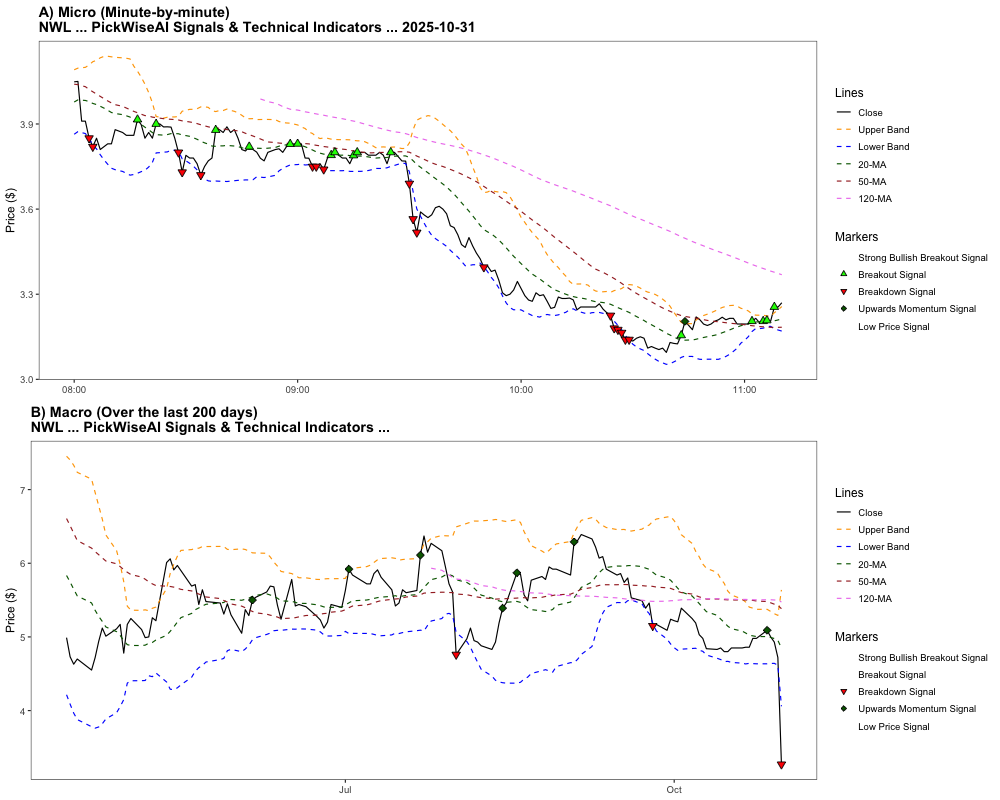 A) Micro (Minute-by-minute)
NWL ... PickWiseAI Signals & Technical Indicators ... 2025-10-31
Price ($)
3.9
3.6
3.3
3.0
08:00
09:00
10:00
11:00
Lines
Close
Upper Band
Lower Band
20-MA
50-MA
120-MA
Markers
Strong Bullish Breakout Signal
Breakout Signal
Breakdown Signal
Upwards Momentum Signal
Low Price Signal
B) Macro (Over the last 200 days)
NWL ... PickWiseAI Signals & Technical Indicators ...
Price ($)
7
6
5
4
Jul
Oct
Lines
Close
Upper Band
Lower Band
20-MA
50-MA
120-MA
Markers
Strong Bullish Breakout Signal
Breakout Signal
Breakdown Signal
Upwards Momentum Signal
Low Price Signal